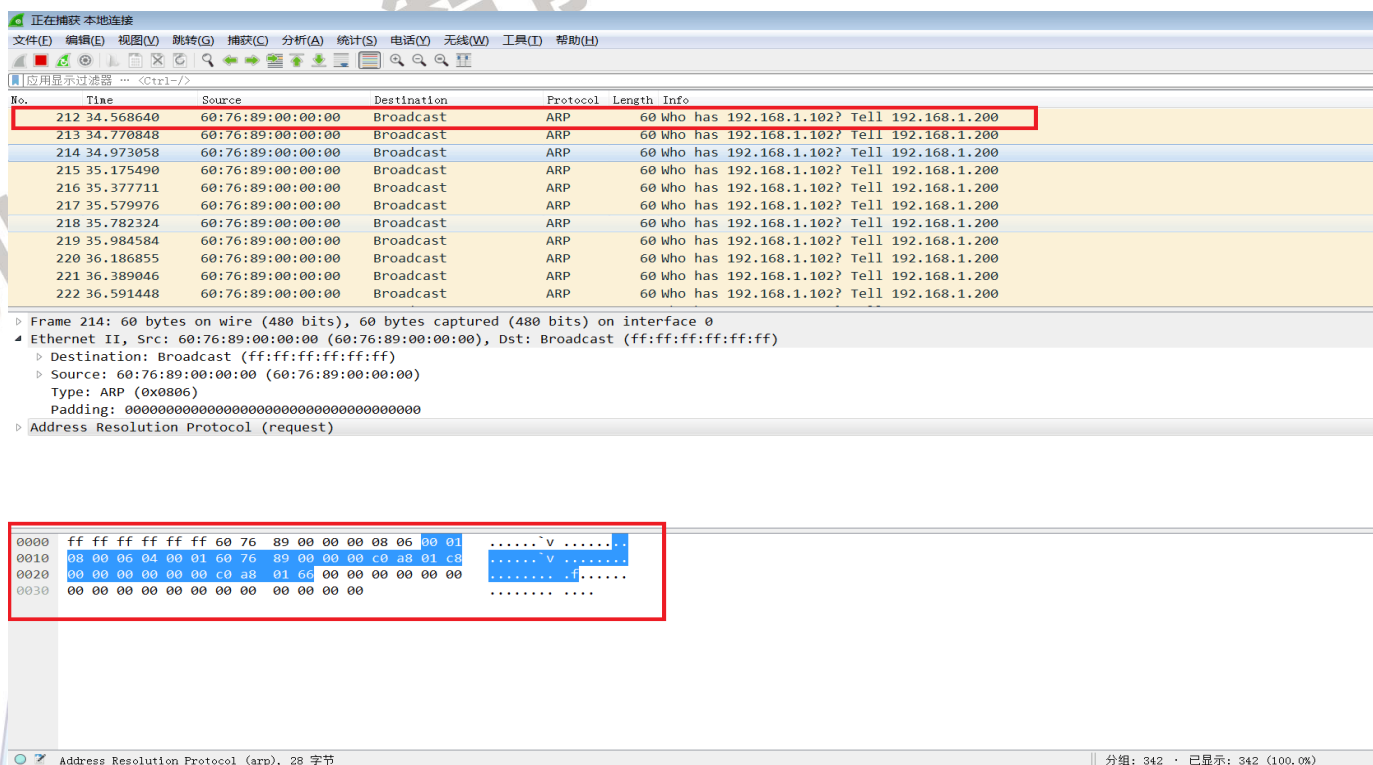 正在捕获 本地连接
文件(F) 编辑(E) 视图(V) 跳转(G) 捕获(C) 分析(A) 统计(S) 电话(Y) 无线(W) 工具(T) 帮助(H)
应用显示过滤器 … <Ctrl-/>
No. Time Source Destination Protocol Length Info
212 34.568640 60:76:89:00:00:00 Broadcast ARP 60 Who has 192.168.1.102? Tell 192.168.1.200
213 34.770848 60:76:89:00:00:00 Broadcast ARP 60 Who has 192.168.1.102? Tell 192.168.1.200
214 34.973058 60:76:89:00:00:00 Broadcast ARP 60 Who has 192.168.1.102? Tell 192.168.1.200
215 35.175490 60:76:89:00:00:00 Broadcast ARP 60 Who has 192.168.1.102? Tell 192.168.1.200
216 35.377711 60:76:89:00:00:00 Broadcast ARP 60 Who has 192.168.1.102? Tell 192.168.1.200
217 35.579976 60:76:89:00:00:00 Broadcast ARP 60 Who has 192.168.1.102? Tell 192.168.1.200
218 35.782324 60:76:89:00:00:00 Broadcast ARP 60 Who has 192.168.1.102? Tell 192.168.1.200
219 35.984584 60:76:89:00:00:00 Broadcast ARP 60 Who has 192.168.1.102? Tell 192.168.1.200
220 36.186855 60:76:89:00:00:00 Broadcast ARP 60 Who has 192.168.1.102? Tell 192.168.1.200
221 36.389046 60:76:89:00:00:00 Broadcast ARP 60 Who has 192.168.1.102? Tell 192.168.1.200
222 36.591448 60:76:89:00:00:00 Broadcast ARP 60 Who has 192.168.1.102? Tell 192.168.1.200
Frame 214: 60 bytes on wire (480 bits), 60 bytes captured (480 bits) on interface 0
Ethernet II, Src: 60:76:89:00:00:00 (60:76:89:00:00:00), Dst: Broadcast (ff:ff:ff:ff:ff:ff)
Destination: Broadcast (ff:ff:ff:ff:ff:ff)
Source: 60:76:89:00:00:00 (60:76:89:00:00:00)
Type: ARP (0x0806)
Padding: 000000000000000000000000000000000000
Address Resolution Protocol (request)
0000 ff ff ff ff ff ff 60 76 89 00 00 00 08 06 00 01 ......`v ........
0010 08 00 06 04 00 01 60 76 89 00 00 00 c0 a8 01 c8 ......`v ........
0020 00 00 00 00 00 00 c0 a8 01 66 00 00 00 00 00 00 ........ .f......
0030 00 00 00 00 00 00 00 00 00 00 00 00 ........ ....
Address Resolution Protocol (arp), 28 字节
分组: 342 · 已显示: 342 (100.0%)